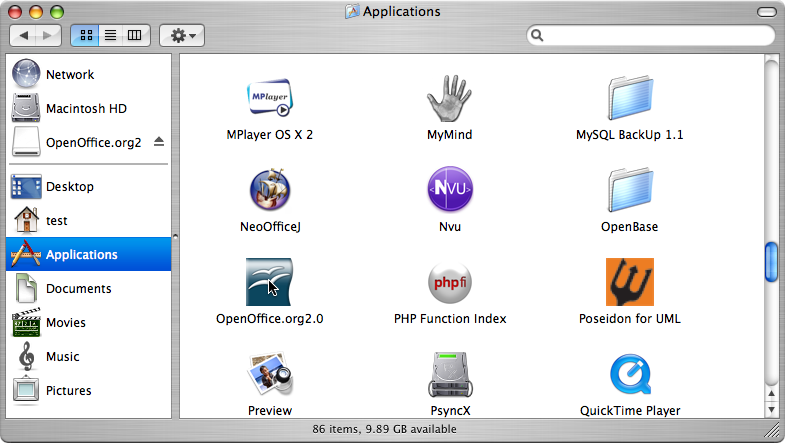 Applications
Network
Macintosh HD
OpenOffice.org2
Desktop
test
Applications
Documents
Movies
Music
Pictures
MPlayer
MPlayer OS X 2
MyMind
MySQL BackUp 1.1
NeoOfficeJ
NVU
Nvu
OpenBase
OpenOffice.org2.0
phpfi
PHP Function Index
Poseidon for UML
Preview
PsyncX
QuickTime Player
86 items, 9.89 GB available